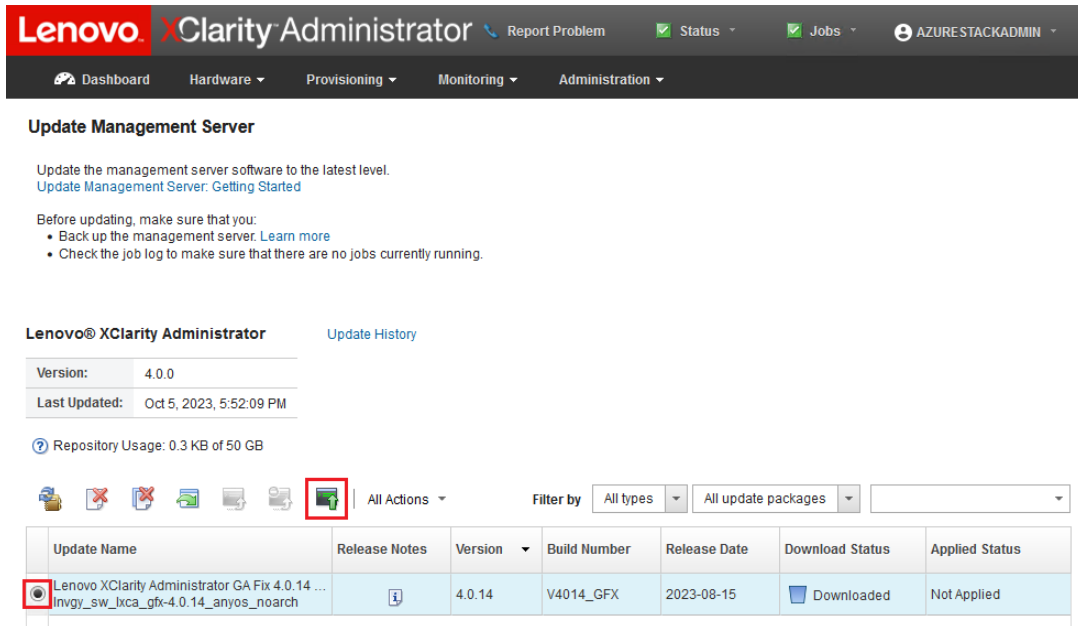 Lenovo. XClarity Administrator Report Problem Status Jobs AZURESTACKADMIN
Dashboard Hardware Provisioning Monitoring Administration
Update Management Server
Update the management server software to the latest level.
Update Management Server: Getting Started
Before updating, make sure that you:
• Back up the management server. Learn more
• Check the job log to make sure that there are no jobs currently running.
Lenovo® XClarity Administrator Update History
Version: 4.0.0
Last Updated: Oct 5, 2023, 5:52:09 PM
? Repository Usage: 0.3 KB of 50 GB
All Actions Filter by All types All update packages
Update Name Release Notes Version Build Number Release Date Download Status Applied Status
Lenovo XClarity Administrator GA Fix 4.0.14 ...
lnvgy_sw_lxca_gfx-4.0.14_anyos_noarch 4.0.14 V4014_GFX 2023-08-15 Downloaded Not Applied